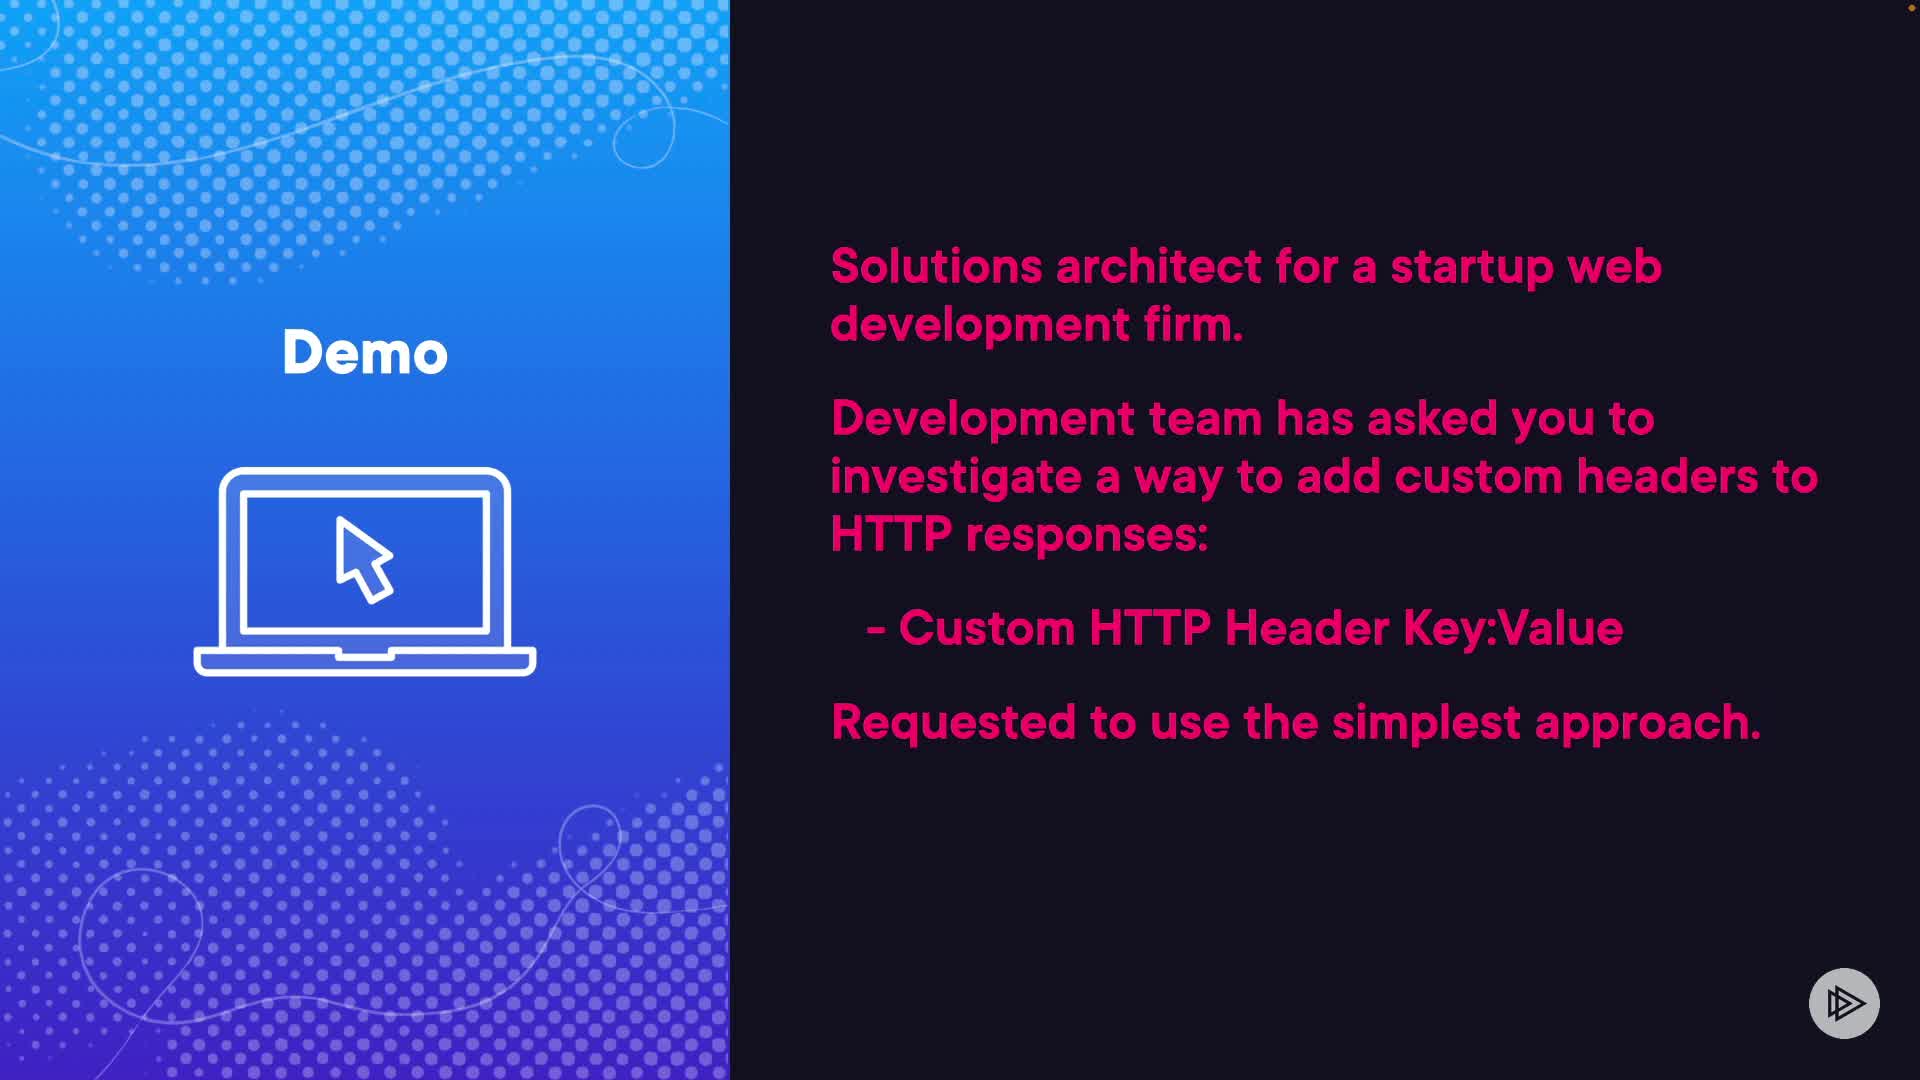 Demo
Solutions architect for a startup web
development firm.
Development team has asked you to
investigate a way to add custom headers to
HTTP responses:
- Custom HTTP Header Key:Value
Requested to use the simplest approach.